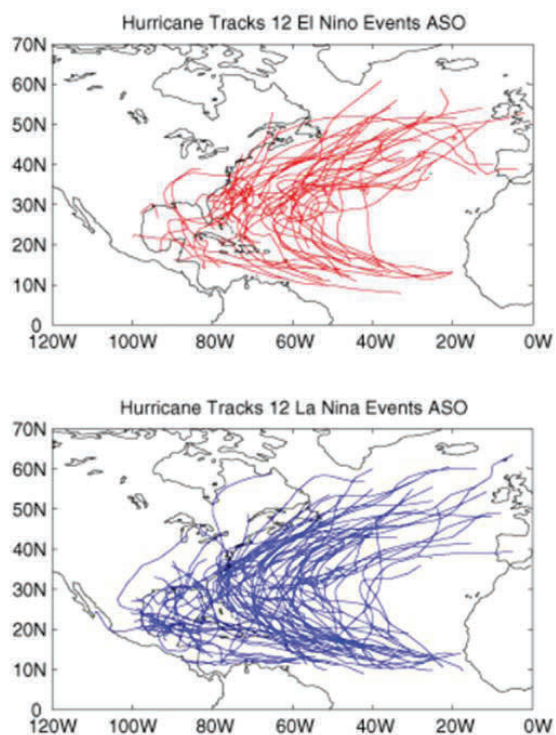 Hurricane Tracks 12 El Nino Events ASO
70N
60N
50N
40N
30N
20N
10N
0
120W 100W 80W 60W 40W 20W 0W
Hurricane Tracks 12 La Nina Events ASO
70N
60N
50N
40N
30N
20N
10N
0
120W 100W 80W 60W 40W 20W 0W